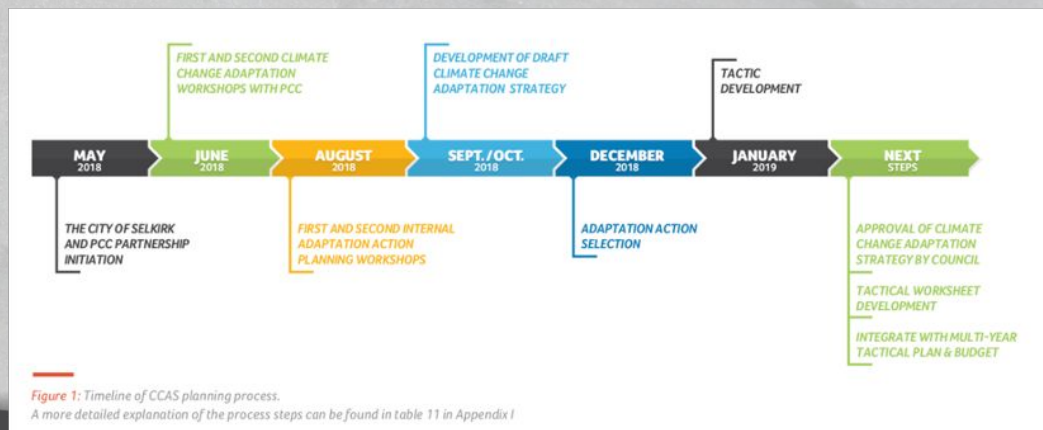 FIRST AND SECOND CLIMATE
CHANGE ADAPTATION
WORKSHOPS WITH PCC
DEVELOPMENT OF DRAFT
CLIMATE CHANGE
ADAPTATION STRATEGY
TACTIC
DEVELOPMENT
MAY
2018
JUNE
2018
AUGUST
2018
SEPT./OCT.
2018
DECEMBER
2018
JANUARY
2019
NEXT
STEPS
THE CITY OF SELKIRK
AND PCC PARTNERSHIP
INITIATION
FIRST AND SECOND INTERNAL
ADAPTATION ACTION
PLANNING WORKSHOPS
ADAPTATION ACTION
SELECTION
APPROVAL OF CLIMATE
CHANGE ADAPTATION
STRATEGY BY COUNCIL
TACTICAL WORKSHEET
DEVELOPMENT
INTEGRATE WITH MULTI-YEAR
TACTICAL PLAN & BUDGET
Figure 1: Timeline of CCAS planning process.
A more detailed explanation of the process steps can be found in table 11 in Appendix I